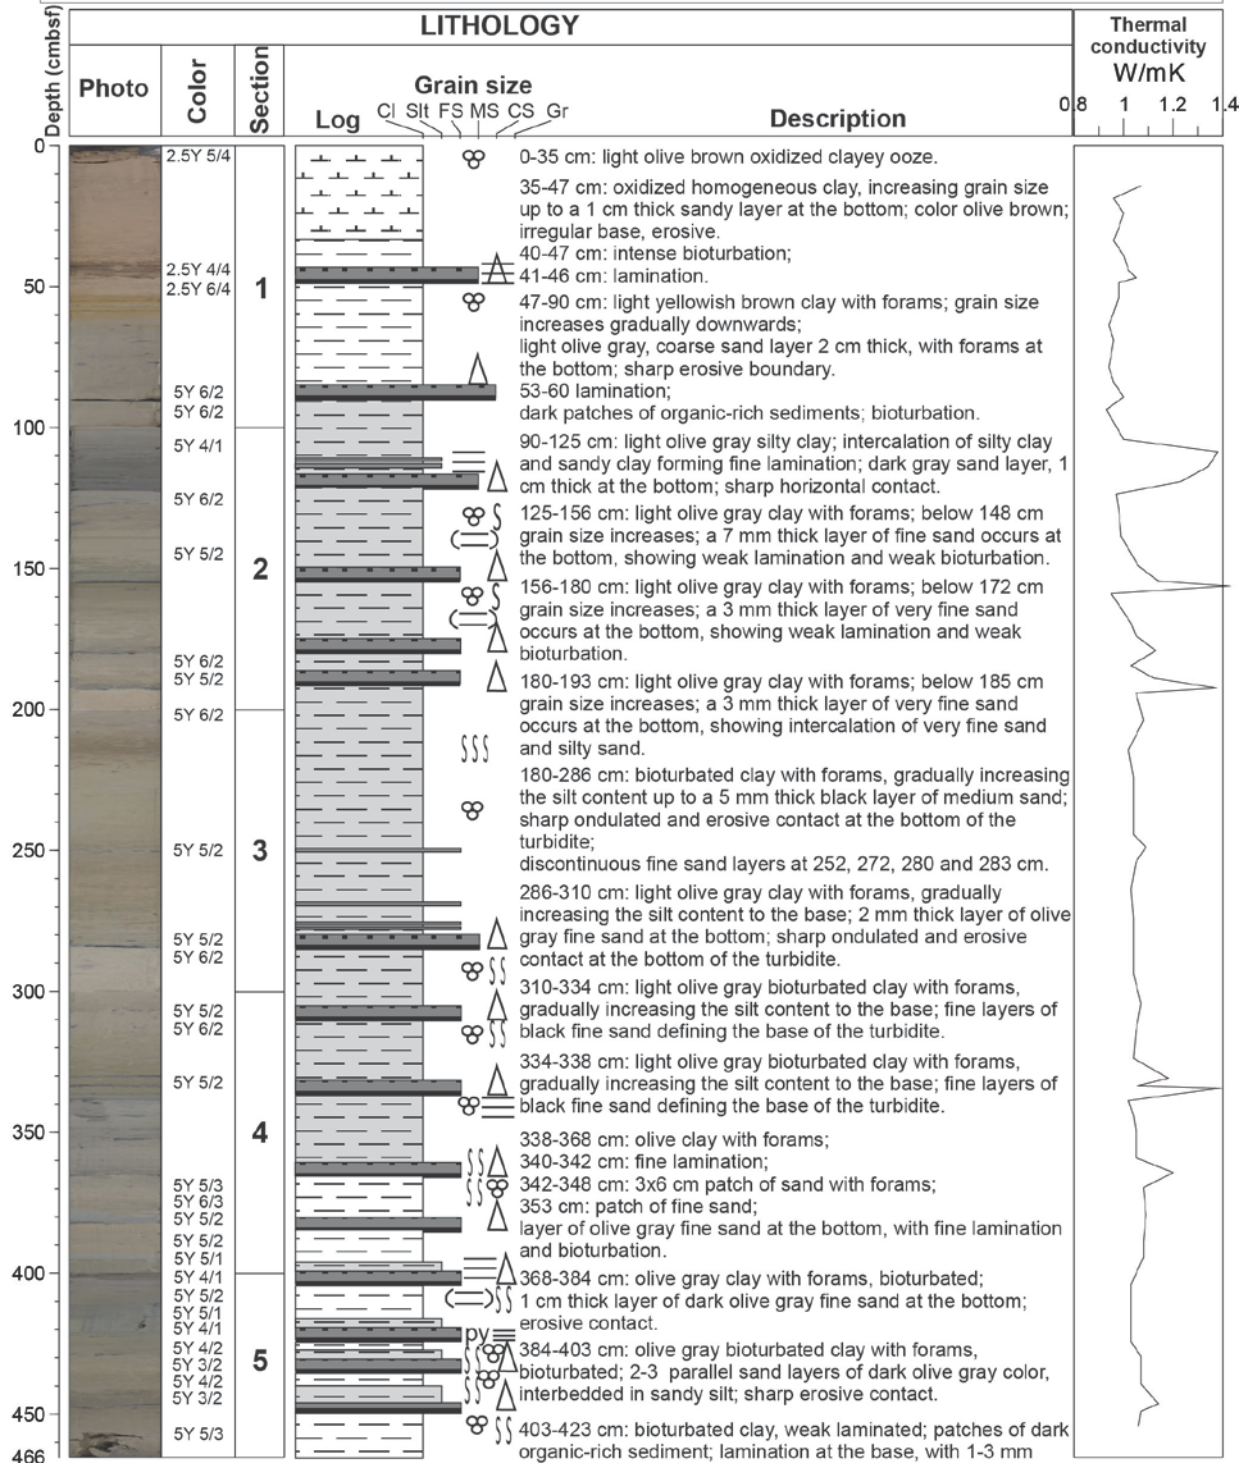 LITHOLOGY
Thermal
conductivity
W/mK
Depth (cmbsf)
Photo
Color
Section
Log
Grain size
Cl Slt FS MS CS Gr
Description
0.8 1 1.2 1.4
0
50
100
150
200
250
300
350
400
450
466
2.5Y 5/4
2.5Y 4/4
2.5Y 6/4
5Y 6/2
5Y 6/2
5Y 4/1
5Y 6/2
5Y 5/2
5Y 6/2
5Y 5/2
5Y 6/2
5Y 5/2
5Y 5/2
5Y 6/2
5Y 5/2
5Y 6/2
5Y 5/2
5Y 5/3
5Y 6/3
5Y 5/2
5Y 5/2
5Y 5/1
5Y 4/1
5Y 5/2
5Y 5/1
5Y 4/1
5Y 4/2
5Y 3/2
5Y 4/2
5Y 3/2
5Y 5/3
1
2
3
4
5
py
0-35 cm: light olive brown oxidized clayey ooze.
35-47 cm: oxidized homogeneous clay, increasing grain size
up to a 1 cm thick sandy layer at the bottom; color olive brown;
irregular base, erosive.
40-47 cm: intense bioturbation;
41-46 cm: lamination.
47-90 cm: light yellowish brown clay with forams; grain size
increases gradually downwards;
light olive gray, coarse sand layer 2 cm thick, with forams at
the bottom; sharp erosive boundary.
53-60 lamination;
dark patches of organic-rich sediments; bioturbation.
90-125 cm: light olive gray silty clay; intercalation of silty clay
and sandy clay forming fine lamination; dark gray sand layer, 1
cm thick at the bottom; sharp horizontal contact.
125-156 cm: light olive gray clay with forams; below 148 cm
grain size increases; a 7 mm thick layer of fine sand occurs at
the bottom, showing weak lamination and weak bioturbation.
156-180 cm: light olive gray clay with forams; below 172 cm
grain size increases; a 3 mm thick layer of very fine sand
occurs at the bottom, showing weak lamination and weak
bioturbation.
180-193 cm: light olive gray clay with forams; below 185 cm
grain size increases; a 3 mm thick layer of very fine sand
occurs at the bottom, showing intercalation of very fine sand
and silty sand.
180-286 cm: bioturbated clay with forams, gradually increasing
the silt content up to a 5 mm thick black layer of medium sand;
sharp ondulated and erosive contact at the bottom of the
turbidite;
discontinuous fine sand layers at 252, 272, 280 and 283 cm.
286-310 cm: light olive gray clay with forams, gradually
increasing the silt content to the base; 2 mm thick layer of olive
gray fine sand at the bottom; sharp ondulated and erosive
contact at the bottom of the turbidite.
310-334 cm: light olive gray bioturbated clay with forams,
gradually increasing the silt content to the base; fine layers of
black fine sand defining the base of the turbidite.
334-338 cm: light olive gray bioturbated clay with forams,
gradually increasing the silt content to the base; fine layers of
black fine sand defining the base of the turbidite.
338-368 cm: olive clay with forams;
340-342 cm: fine lamination;
342-348 cm: 3x6 cm patch of sand with forams;
353 cm: patch of fine sand;
layer of olive gray fine sand at the bottom, with fine lamination
and bioturbation.
368-384 cm: olive gray clay with forams, bioturbated;
1 cm thick layer of dark olive gray fine sand at the bottom;
erosive contact.
384-403 cm: olive gray bioturbated clay with forams,
bioturbated; 2-3 parallel sand layers of dark olive gray color,
interbedded in sandy silt; sharp erosive contact.
403-423 cm: bioturbated clay, weak laminated; patches of dark
organic-rich sediment; lamination at the base, with 1-3 mm